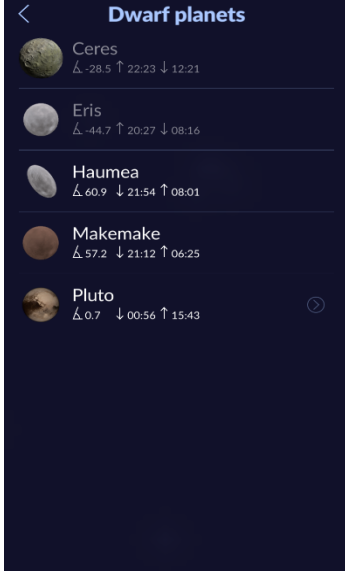 Dwarf planets
Ceres
∡-28.5 ↑ 22:23 ↓ 12:21
Eris
∡-44.7 ↑ 20:27 ↓ 08:16
Haumea
∡60.9 ↓ 21:54 ↑ 08:01
Makemake
∡57.2 ↓ 21:12 ↑ 06:25
Pluto
∡0.7 ↓ 00:56 ↑ 15:43